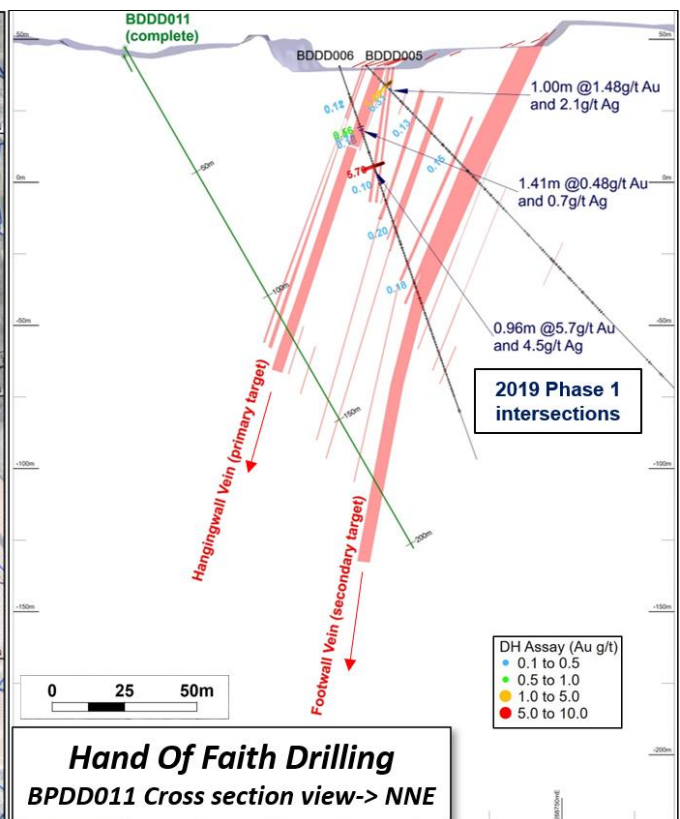 BDDD011
(complete)
BDDD006
BDDD005
50m
50m
1.00m @1.48g/t Au
and 2.1g/t Ag
0.12
0.37
0.13
0.56
0.15
5.70
0.10
0m
0m
1.41m @0.48g/t Au
and 0.7g/t Ag
50m
0.20
0.18
100m
-50m
-50m
0.96m @5.7g/t Au
and 4.5g/t Ag
2019 Phase 1
intersections
150m
-100m
-100m
Hangingwall Vein (primary target)
200m
Footwall Vein (secondary target)
-150m
-150m
DH Assay (Au g/t)
0.1 to 0.5
0.5 to 1.0
1.0 to 5.0
5.0 to 10.0
0 25 50m
-200m
Hand Of Faith Drilling
BPDD011 Cross section view-> NNE